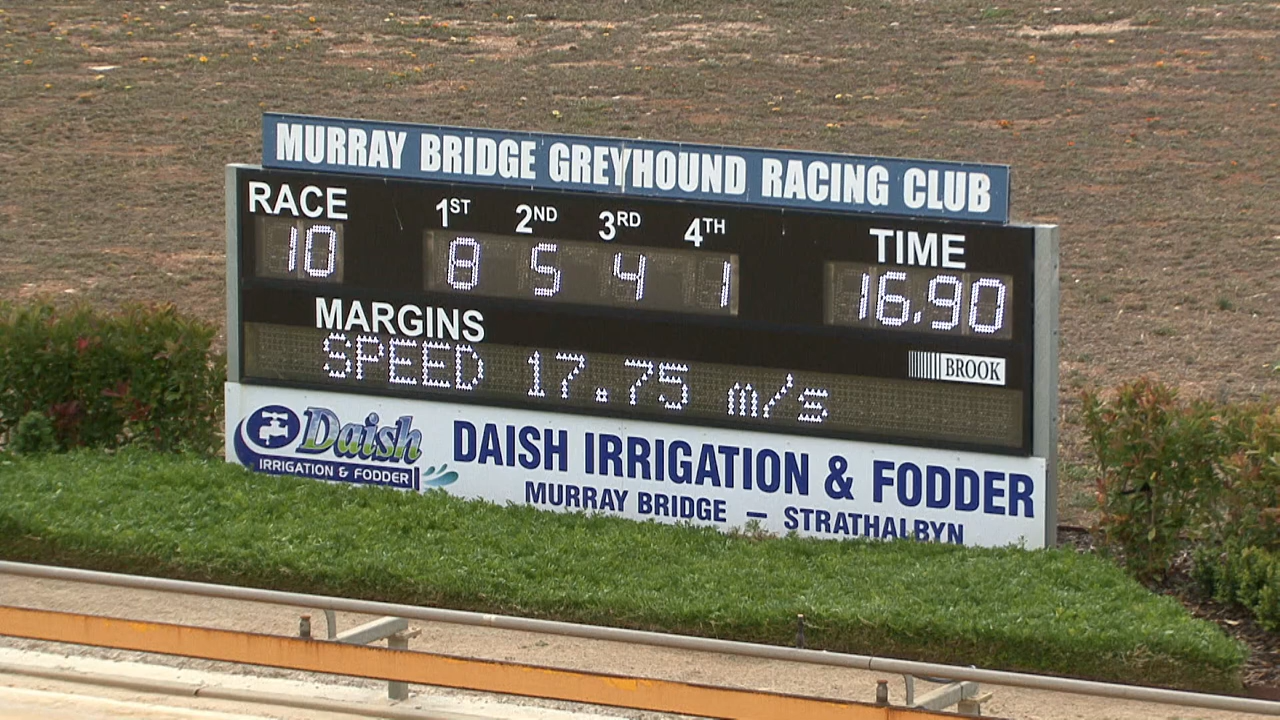 MURRAY BRIDGE GREYHOUND RACING CLUB
RACE 1ST 2ND 3RD 4TH TIME
10 8 5 4 1 16.90
MARGINS
BROOK
SPEED 17.75 m/s
Daish
IRRIGATION & FODDER
DAISH IRRIGATION & FODDER
MURRAY BRIDGE – STRATHALBYN